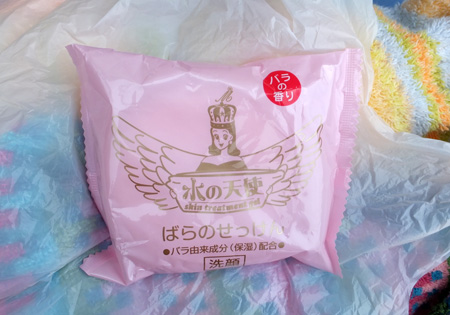 バラの
香り
水の天使
skin treatment gel
ばらのせっけん
●バラ由来成分(保湿)配合●
洗顔